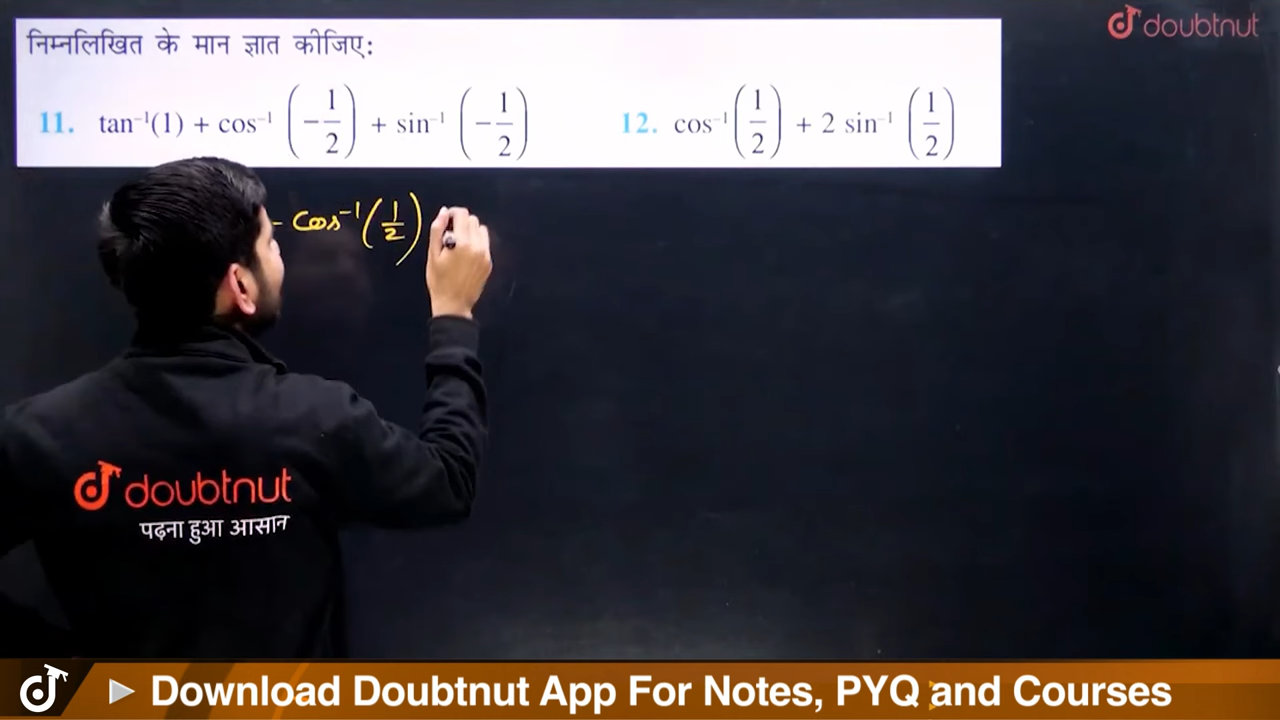 doubtnut
निम्नलिखित के मान ज्ञात कीजिए:
11. tan⁻¹(1) + cos⁻¹ (−1/2) + sin⁻¹ (−1/2) 12. cos⁻¹(1/2) + 2 sin⁻¹ (1/2)
- cos⁻¹(1/2)
doubtnut
पढ़ना हुआ आसान
Download Doubtnut App For Notes, PYQ and Courses